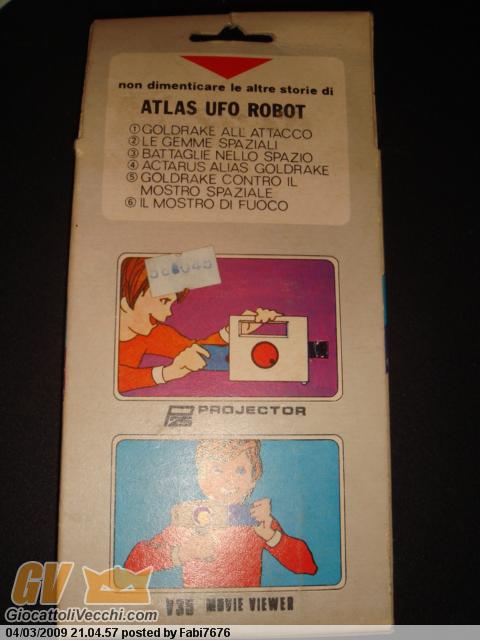 non dimenticare le altre storie di
ATLAS UFO ROBOT
①GOLDRAKE ALL'ATTACCO
②LE GEMME SPAZIALI
③BATTAGLIE NELLO SPAZIO
④ACTARUS ALIAS GOLDRAKE
⑤GOLDRAKE CONTRO IL
MOSTRO SPAZIALE
⑥IL MOSTRO DI FUOCO
PROJECTOR
V35 MOVIE VIEWER
GV
GiocattoliVecchi.com
04/03/2009 21.04.57 posted by Fabi7676